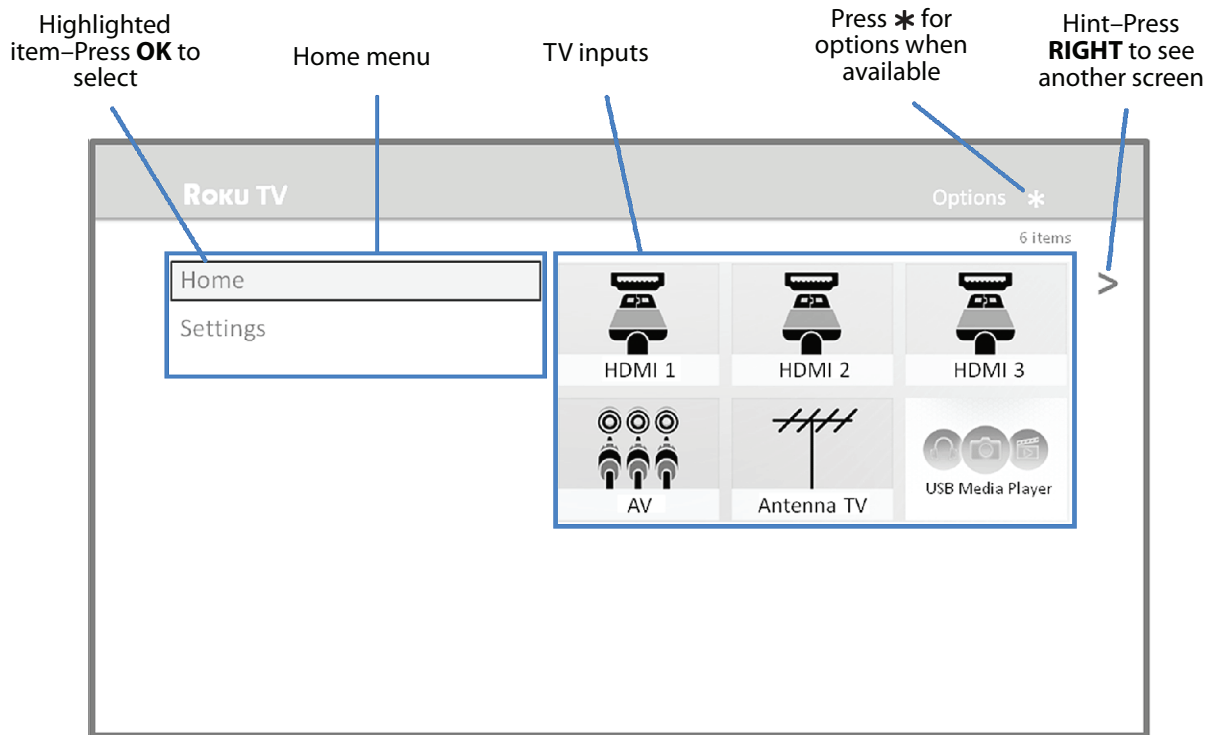 Highlighted
item–Press OK to
select
Home menu
TV inputs
Press * for
options when
available
Hint–Press
RIGHT to see
another screen
Roku TV
Options *
6 items
Home
Settings
>
HDMI 1
HDMI 2
HDMI 3
AV
Antenna TV
USB Media Player